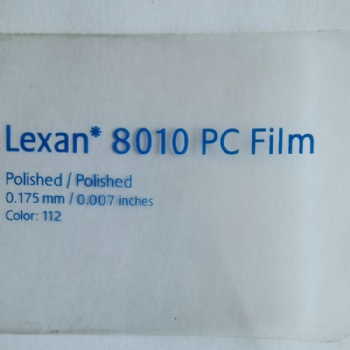 Lexan* 8010 PC Film
Polished / Polished
0.175 mm / 0.007 inches
Color: 112